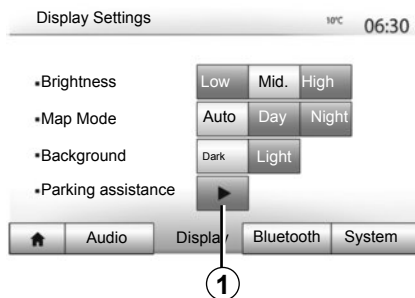 Display Settings 10°C 06:30
▪Brightness Low Mid. High
▪Map Mode Auto Day Night
▪Background Dark Light
▪Parking assistance
Audio Display Bluetooth System
1